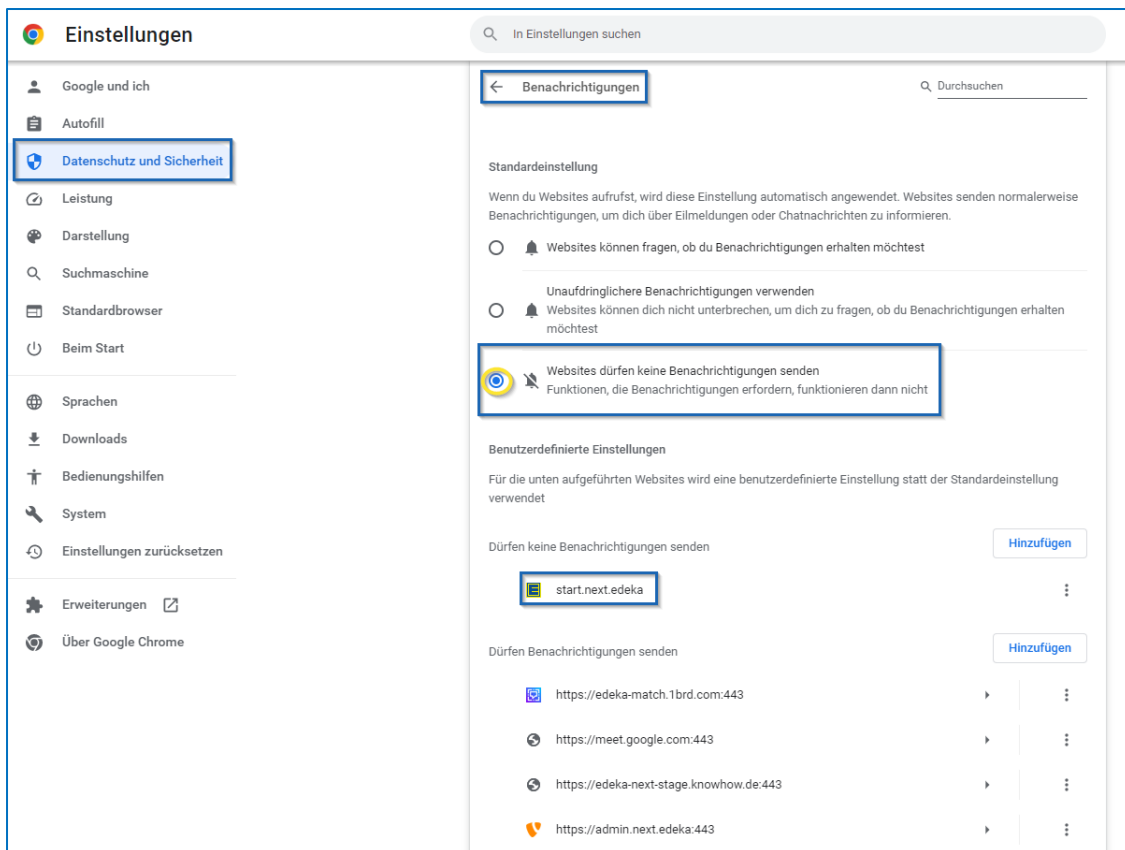 Einstellungen
In Einstellungen suchen
Google und ich
Autofill
Datenschutz und Sicherheit
Leistung
Darstellung
Suchmaschine
Standardbrowser
Beim Start
Sprachen
Downloads
Bedienungshilfen
System
Einstellungen zurücksetzen
Erweiterungen
Über Google Chrome
Benachrichtigungen
Durchsuchen
Standardeinstellung
Wenn du Websites aufrufst, wird diese Einstellung automatisch angewendet. Websites senden normalerweise
Benachrichtigungen, um dich über Eilmeldungen oder Chatnachrichten zu informieren.
Websites können fragen, ob du Benachrichtigungen erhalten möchtest
Unaufdringlichere Benachrichtigungen verwenden
Websites können dich nicht unterbrechen, um dich zu fragen, ob du Benachrichtigungen erhalten
möchtest
Websites dürfen keine Benachrichtigungen senden
Funktionen, die Benachrichtigungen erfordern, funktionieren dann nicht
Benutzerdefinierte Einstellungen
Für die unten aufgeführten Websites wird eine benutzerdefinierte Einstellung statt der Standardeinstellung
verwendet
Dürfen keine Benachrichtigungen senden
Hinzufügen
start.next.edeka
Dürfen Benachrichtigungen senden
Hinzufügen
https://edeka-match.1brd.com:443
https://meet.google.com:443
https://edeka-next-stage.knowhow.de:443
https://admin.next.edeka:443